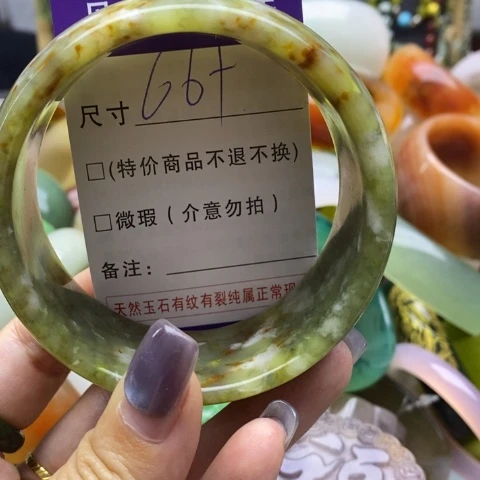 尺寸 66+
□(特价商品不退不换)
□微瑕(介意勿拍)
备注:
天然玉石有纹有裂纯属正常现